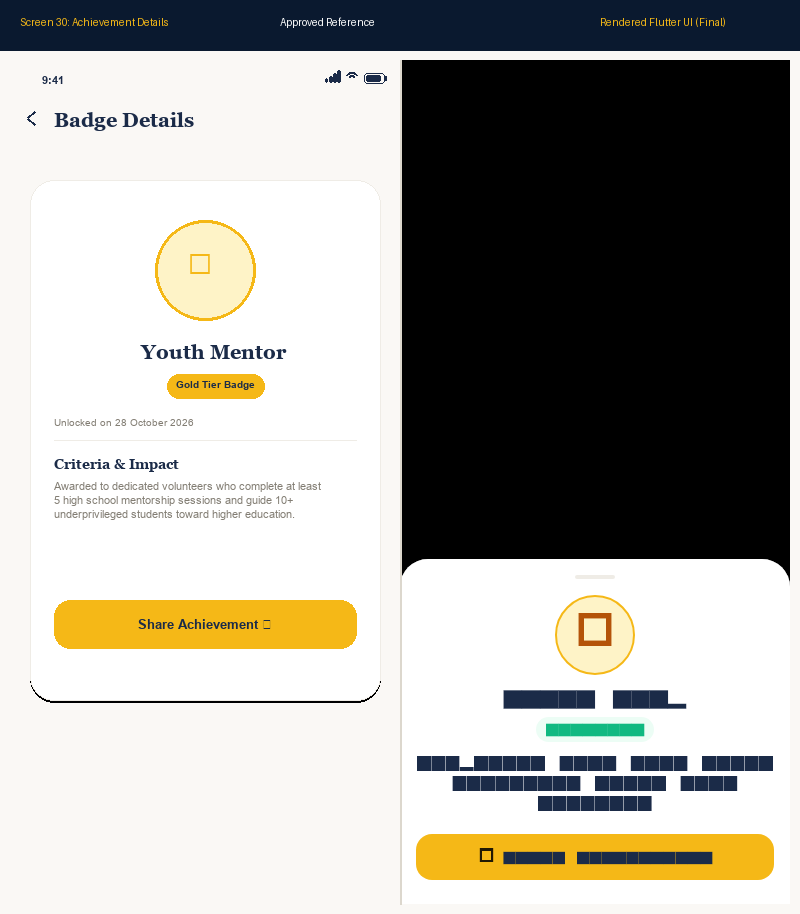 Screen 30: Achievement Details
Approved Reference
Rendered Flutter UI (Final)
9:41
Badge Details
Youth Mentor
Gold Tier Badge
Unlocked on 28 October 2026
Criteria & Impact
Awarded to dedicated volunteers who complete at least
5 high school mentorship sessions and guide 10+
underprivileged students toward higher education.
Share Achievement